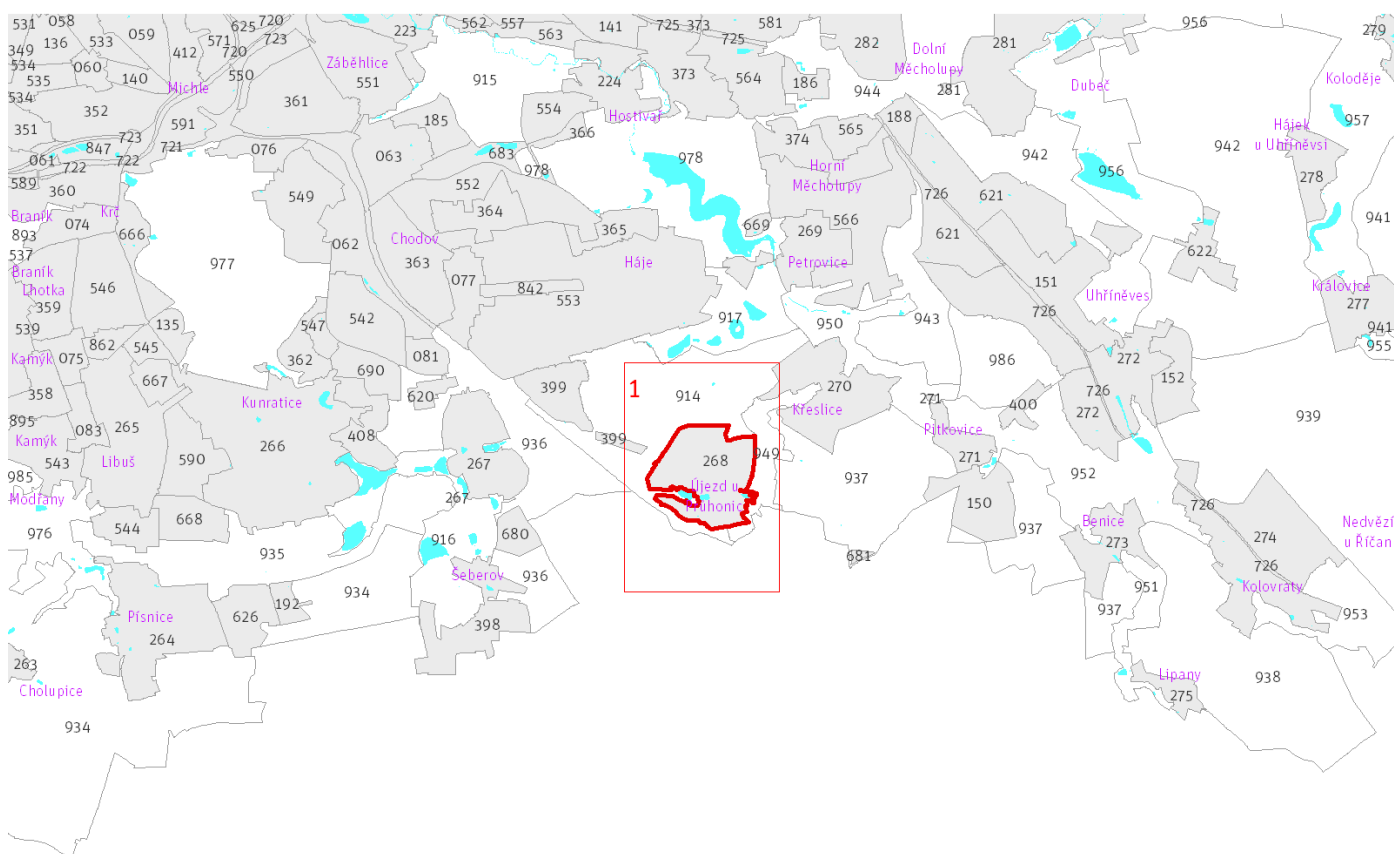 531 058 625 720 562 557 141 725 373 581 956 279
136 533 059 571 720 723 223 563 725 282 Dolní 281
349 412 Záběhlice Měcholupy
534 060 550 551 915 224 373 564 186 944 281 Dubeč Koloděje
535 140 Michle
534 352 361 554 Hostivař 188 957
351 723 591 185 366 374 565 Hájek
847 721 076 063 683 978 942 942 u Uhříněvsi
061 722 722 978 Horní 956
589 360 549 552 Měcholupy 726 621 278
Braník Krč 364 669 566 941
893 074 666 062 Chodov 365 269 621 622
537 977 363 077 Háje Petrovice
Braník 546 842 151 Uhříněves Královice
Lhotka 553 277
359 542 917 950 943 726 941
539 135 547 955
862 545 362 081 986 272
Kamýk 075 667 690 399 1 914 270 152
358 Kunratice 620 Křeslice 271 400 726
895 083 265 408 399 Pitkovice 272 939
Kamýk 266 936 949
543 Libuš 590 267 268 271
985 267 Údjezd u 937 952
Modřany Průhonic 150 726
976 544 668 680 937 Benice 274 Nedvězí
935 916 681 273 u Říčan
Šeberov 936 726
934 951 Kolovraty
Písnice 626 192 937 953
264 398
263 Lipany 938
Cholupice 275
934